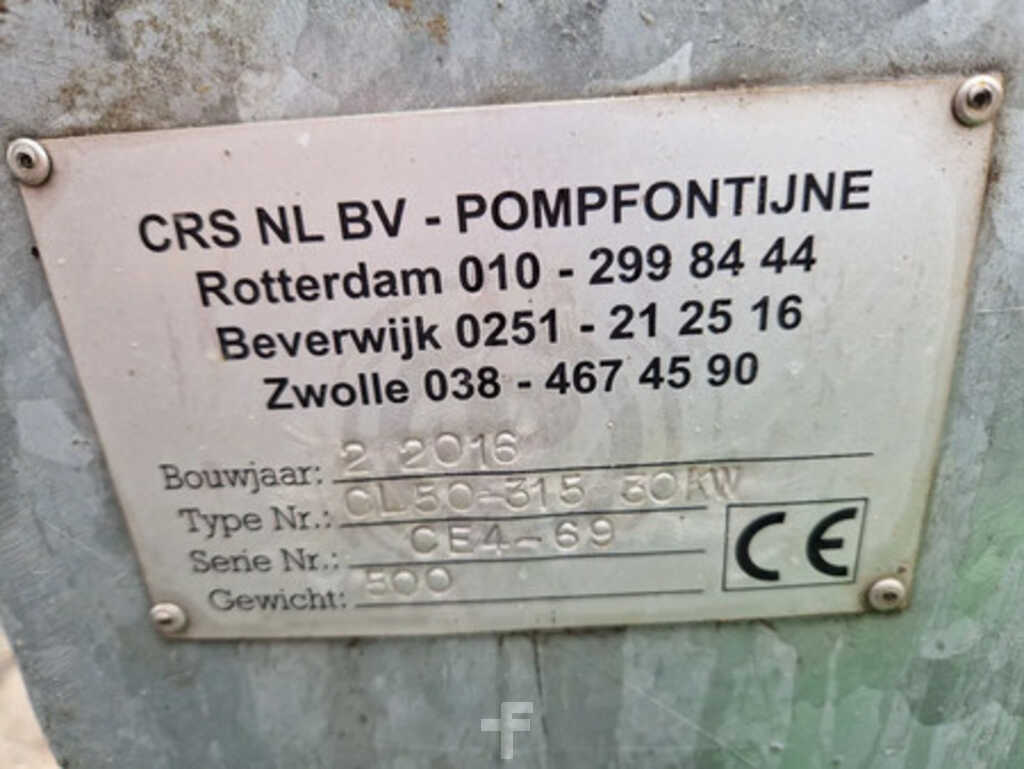 CRS NL BV - POMPFONTIJNE
Rotterdam 010 - 299 84 44
Beverwijk 0251 - 21 25 16
Zwolle 038 - 467 45 90
Bouwjaar: 2 2016
Type Nr.: CL50-315 30KW
Serie Nr.: CE4-69
Gewicht: 500
CE